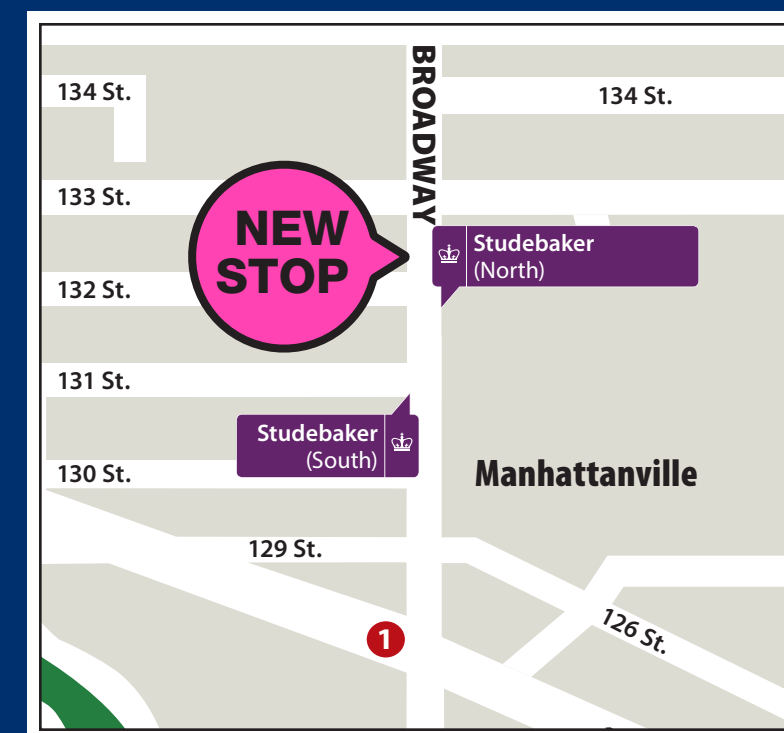 134 St.
BROADWAY
134 St.
133 St.
NEW
STOP
Studebaker
(North)
132 St.
131 St.
Studebaker
(South)
130 St.
Manhattanville
129 St.
126 St.
1